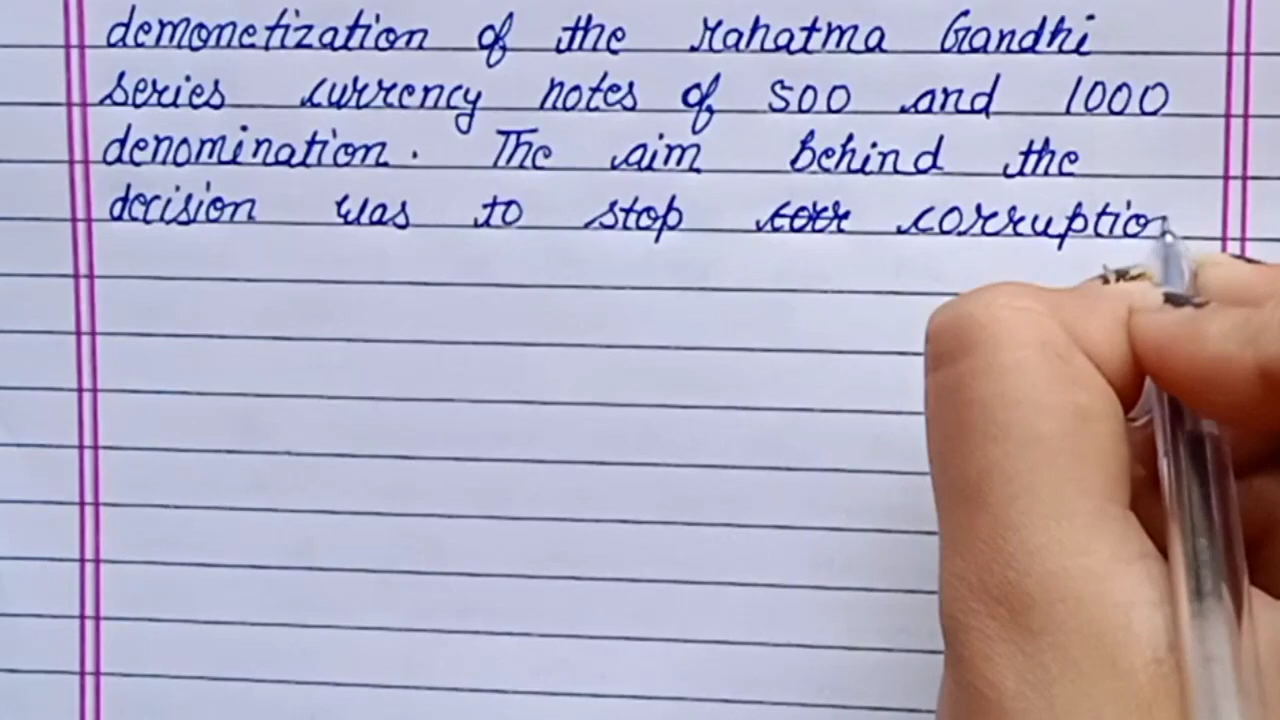 demonetization of the Mahatma Gandhi
series currency notes of 500 and 1000
denomination. The aim behind the
decision was to stop corruption